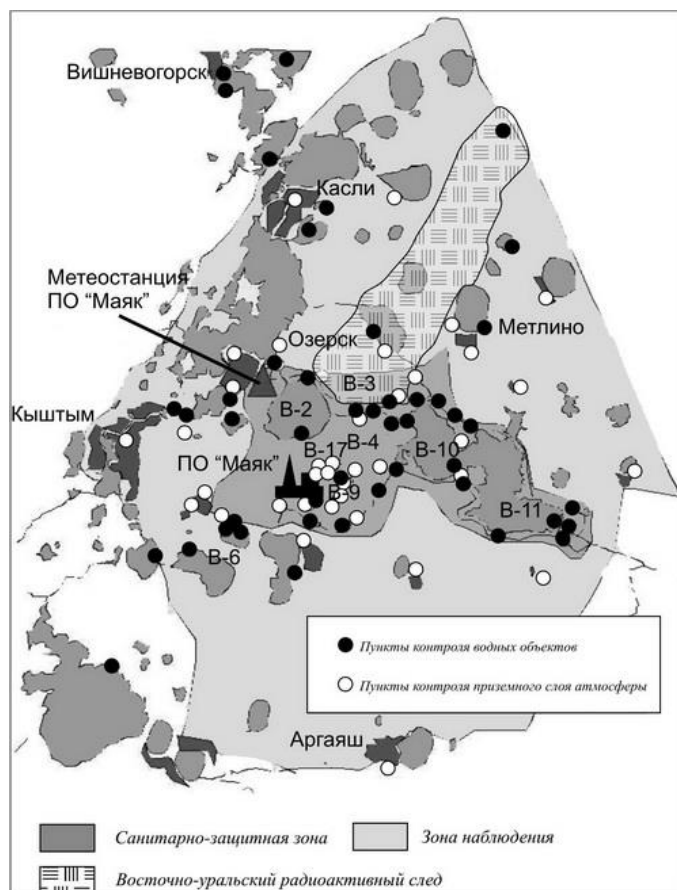 Вишневогорск
Касли
Метеостанция
ПО “Маяк”
Озерск
Метлино
В-3
Кыштым
В-2
В-4
В-17
В-10
ПО “Маяк”
В-9
В-11
В-6
Пункты контроля водных объектов
Пункты контроля приземного слоя атмосферы
Аргаяш
Санитарно-защитная зона
Зона наблюдения
Восточно-уральский радиоактивный след